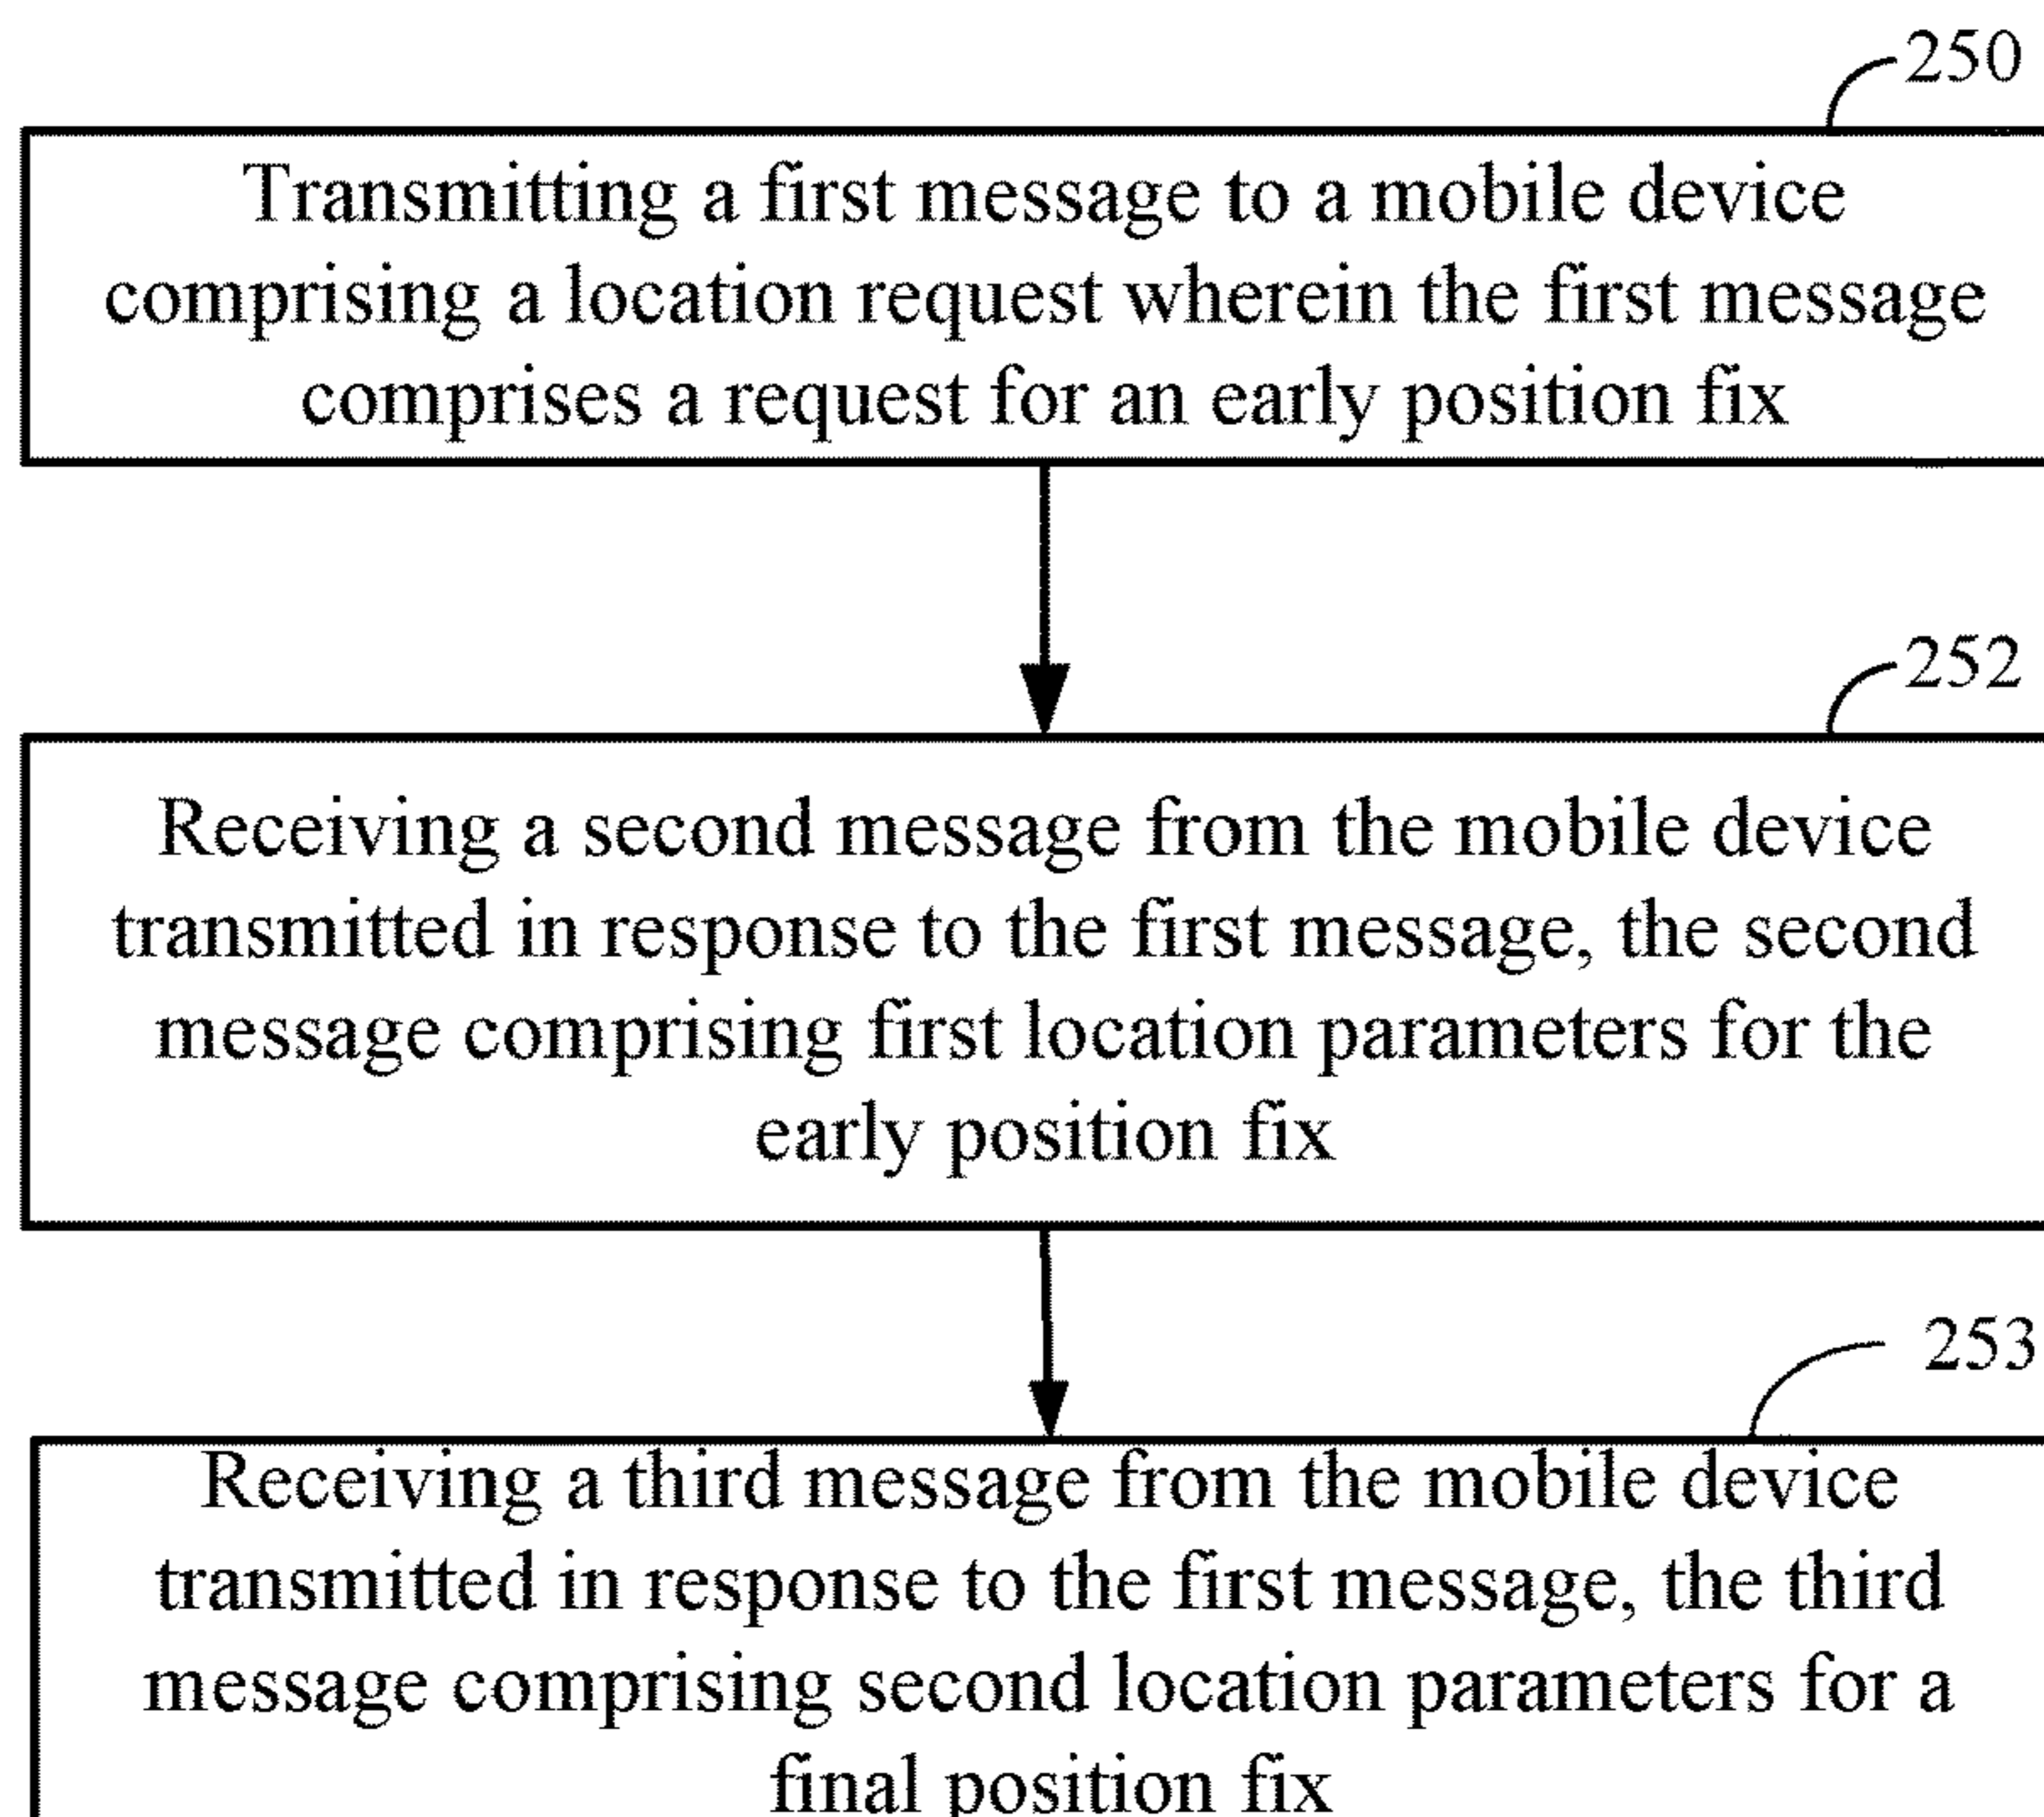 250
Transmitting a first message to a mobile device
comprising a location request wherein the first message
comprises a request for an early position fix
252
Receiving a second message from the mobile device
transmitted in response to the first message, the second
message comprising first location parameters for the
early position fix
253
Receiving a third message from the mobile device
transmitted in response to the first message, the third
message comprising second location parameters for a
final position fix